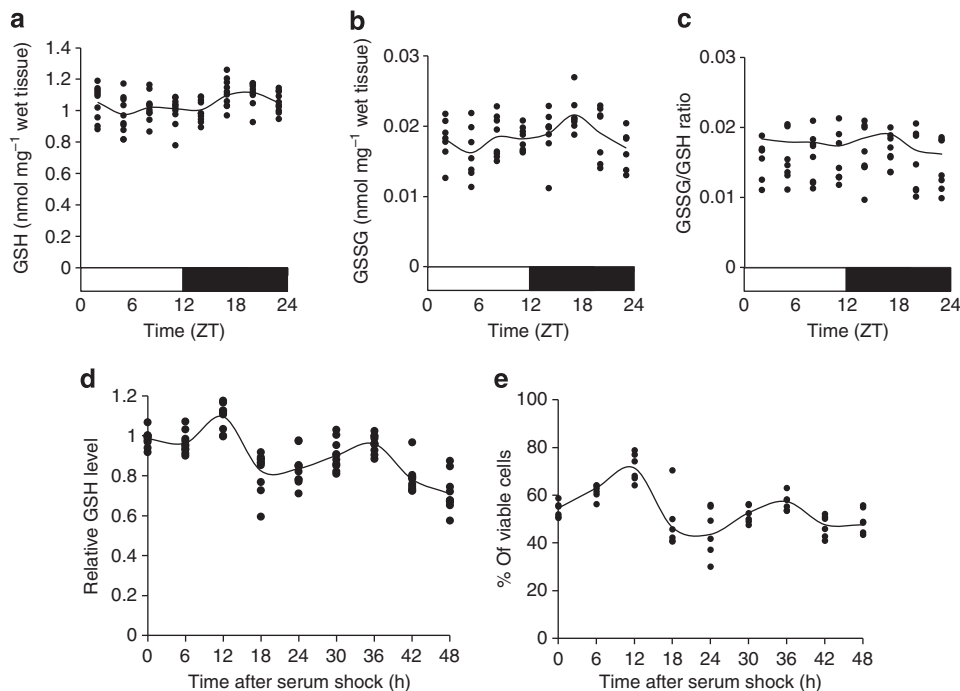 a
b
c
1.4
1.2
1
0.8
0.6
0.4
0.2
0
GSH (nmol mg⁻¹ wet tissue)
0 6 12 18 24
Time (ZT)
0.03
0.02
0.01
0
GSSG (nmol mg⁻¹ wet tissue)
0 6 12 18 24
Time (ZT)
0.03
0.02
0.01
0
GSSG/GSH ratio
0 6 12 18 24
Time (ZT)
d
e
1.2
1
0.8
0.6
0.4
0.2
0
Relative GSH level
0 6 12 18 24 30 36 42 48
Time after serum shock (h)
100
80
60
40
20
0
% Of viable cells
0 6 12 18 24 30 36 42 48
Time after serum shock (h)